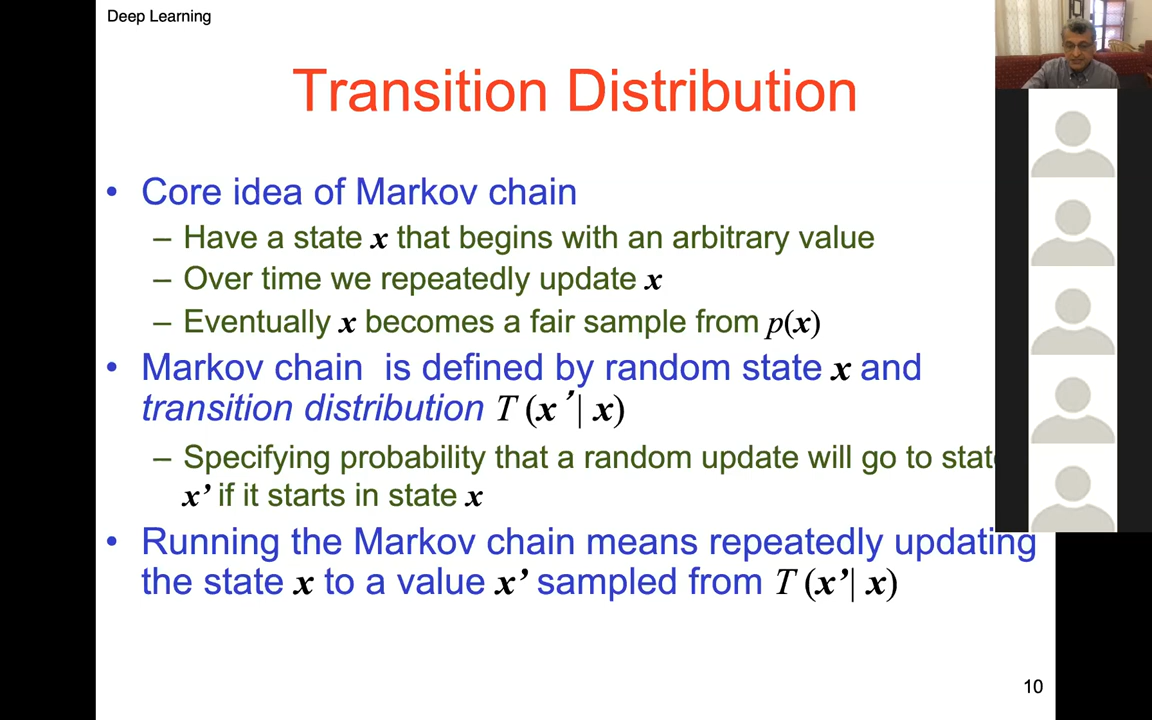 Deep Learning
Transition Distribution
• Core idea of Markov chain
– Have a state x that begins with an arbitrary value
– Over time we repeatedly update x
– Eventually x becomes a fair sample from p(x)
• Markov chain is defined by random state x and
transition distribution T (x′| x)
– Specifying probability that a random update will go to stat
x’ if it starts in state x
• Running the Markov chain means repeatedly updating
the state x to a value x’ sampled from T (x’| x)
10